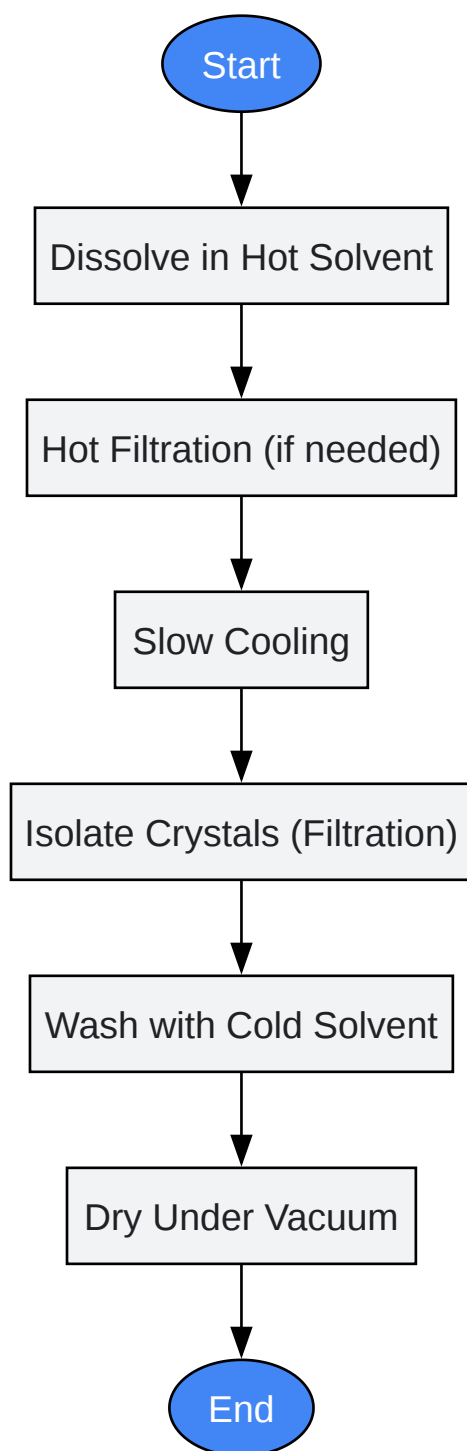 Start
Dissolve in Hot Solvent
Hot Filtration (if needed)
Slow Cooling
Isolate Crystals (Filtration)
Wash with Cold Solvent
Dry Under Vacuum
End